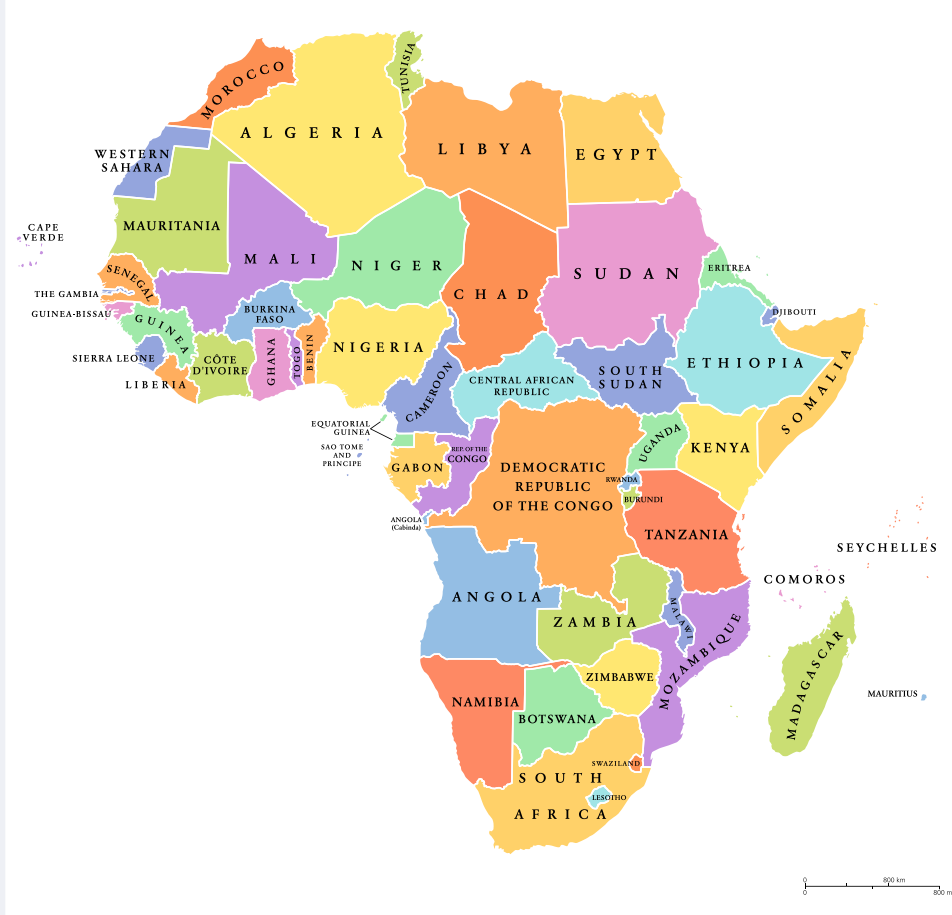 TUNISIA
MOROCCO
ALGERIA
LIBYA
EGYPT
WESTERN
SAHARA
MAURITANIA
CAPE
VERDE
MALI
NIGER
CHAD
SUDAN
ERITREA
SENEGAL
THE GAMBIA
GUINEA-BISSAU
GUINEA
BURKINA
FASO
DJIBOUTI
SIERRA LEONE
LIBERIA
CÔTE
D'IVOIRE
GHANA
TOGO
BENIN
NIGERIA
CAMEROON
CENTRAL AFRICAN
REPUBLIC
SOUTH
SUDAN
ETHIOPIA
SOMALIA
EQUATORIAL
GUINEA
SAO TOME
AND
PRINCIPE
GABON
REP. OF THE
CONGO
DEMOCRATIC
REPUBLIC
OF THE CONGO
UGANDA
KENYA
RWANDA
BURUNDI
ANGOLA
(Cabinda)
TANZANIA
SEYCHELLES
COMOROS
ANGOLA
ZAMBIA
MALAWI
MOZAMBIQUE
MADAGASCAR
MAURITIUS
ZIMBABWE
NAMIBIA
BOTSWANA
SWAZILAND
SOUTH
LESOTHO
AFRICA
0 800 km
0 800 m